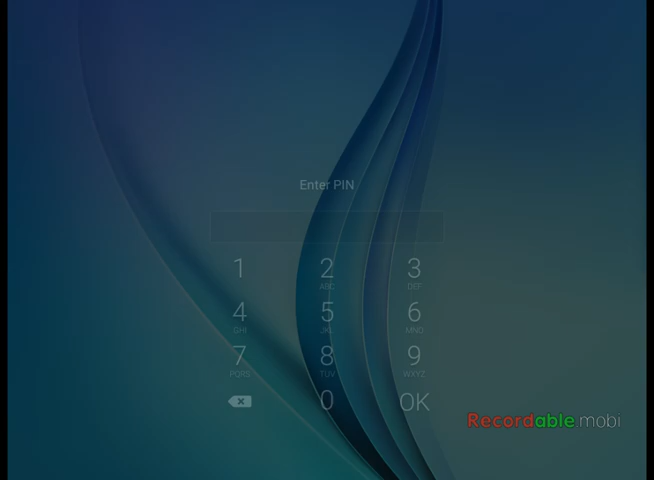 Enter PIN
1
2
3
ABC
DEF
4
5
6
GHI
JKL
MNO
7
8
9
PQRS
TUV
WXYZ
0
OK
Recordable.mobi